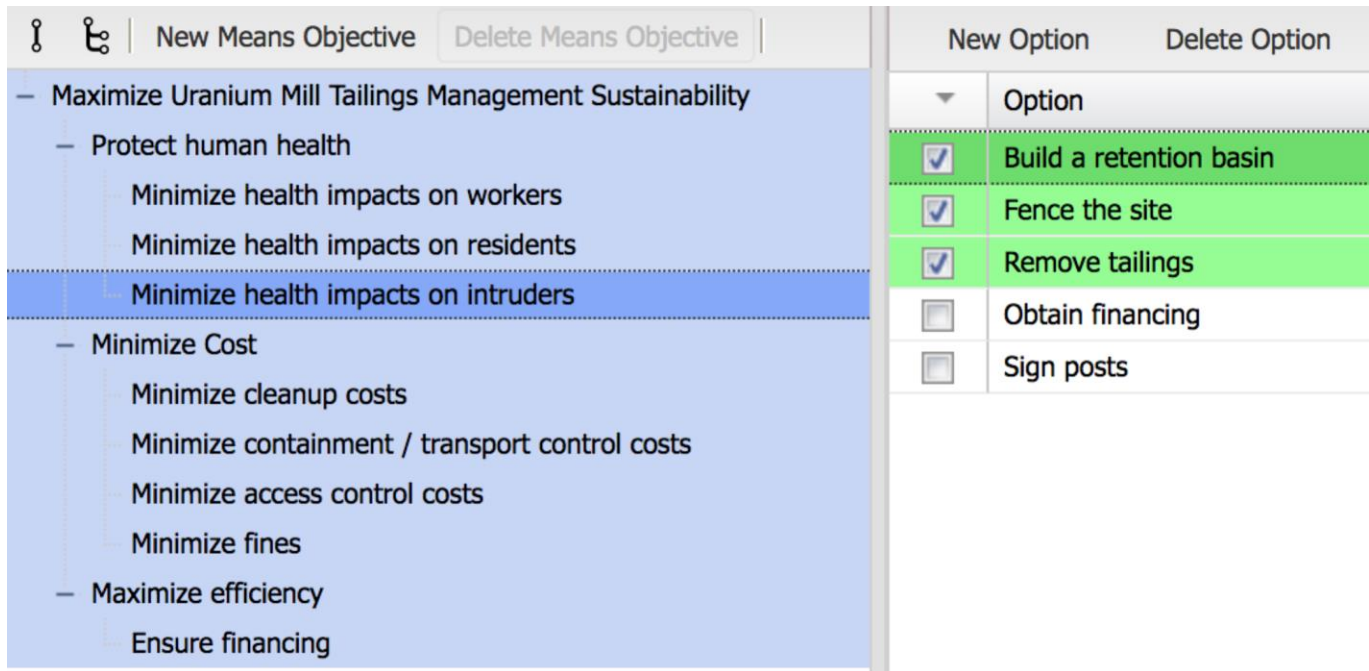 New Means Objective Delete Means Objective
Maximize Uranium Mill Tailings Management Sustainability
Protect human health
Minimize health impacts on workers
Minimize health impacts on residents
Minimize health impacts on intruders
Minimize Cost
Minimize cleanup costs
Minimize containment / transport control costs
Minimize access control costs
Minimize fines
Maximize efficiency
Ensure financing
New Option Delete Option
Option
Build a retention basin
Fence the site
Remove tailings
Obtain financing
Sign posts